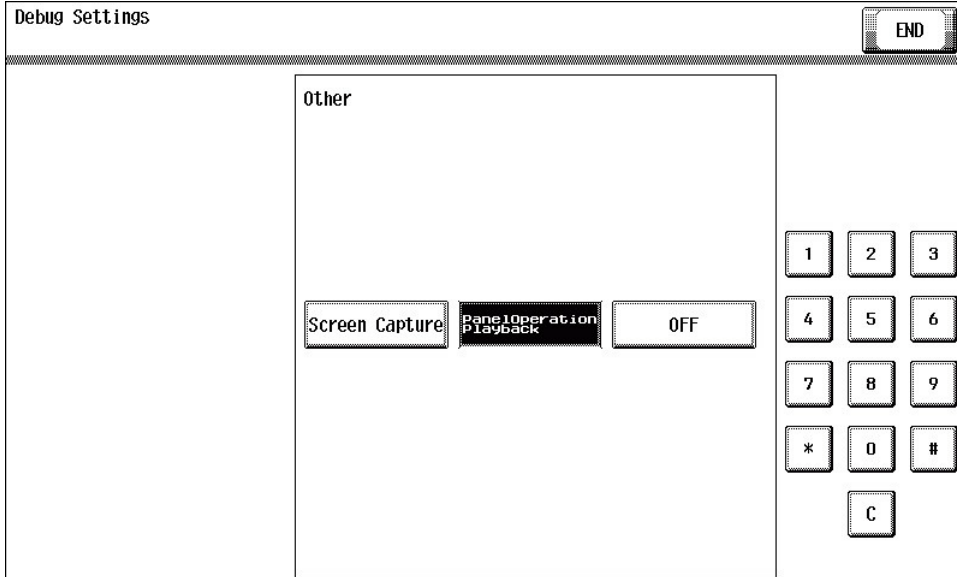 Debug Settings
END
Other
Screen Capture
PanelOperation
Playback
OFF
1 2 3
4 5 6
7 8 9
* 0 #
C